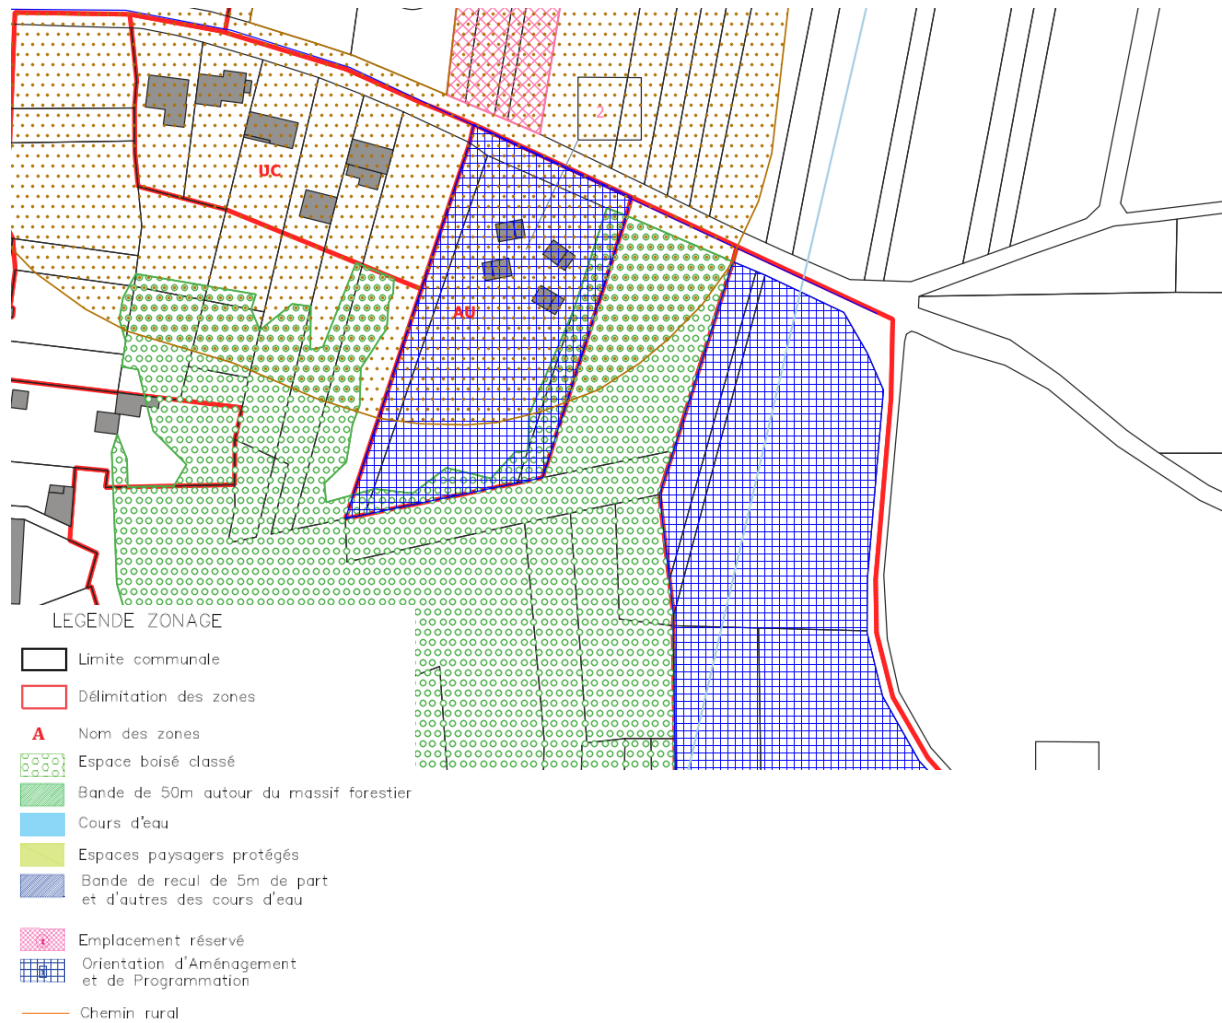 2
UC
AU
LEGENDE ZONAGE
Limite communale
Délimitation des zones
A Nom des zones
Espace boisé classé
Bande de 50m autour du massif forestier
Cours d'eau
Espaces paysagers protégés
Bande de recul de 5m de part
et d'autres des cours d'eau
Emplacement réservé
Orientation d'Aménagement
et de Programmation
Chemin rural